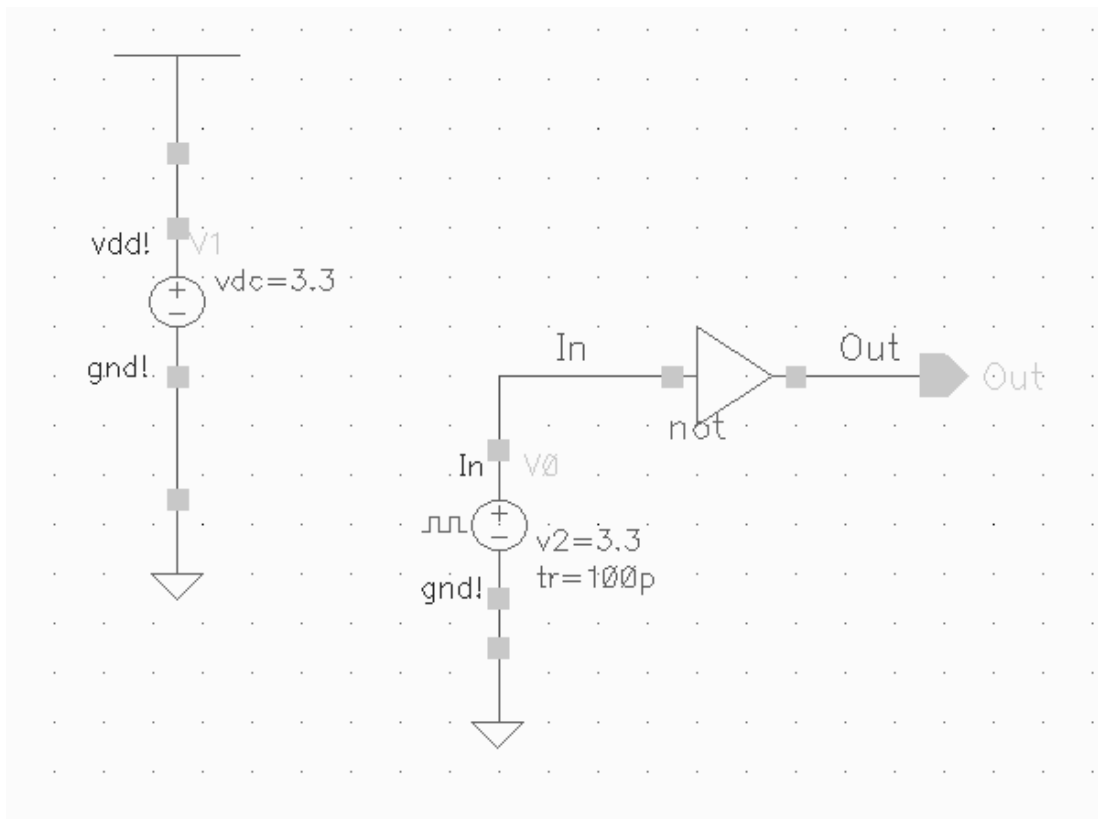 vdd!
V1
vdc=3.3
gnd!
In
Out
Out
not
In
V0
v2=3.3
tr=100p
gnd!